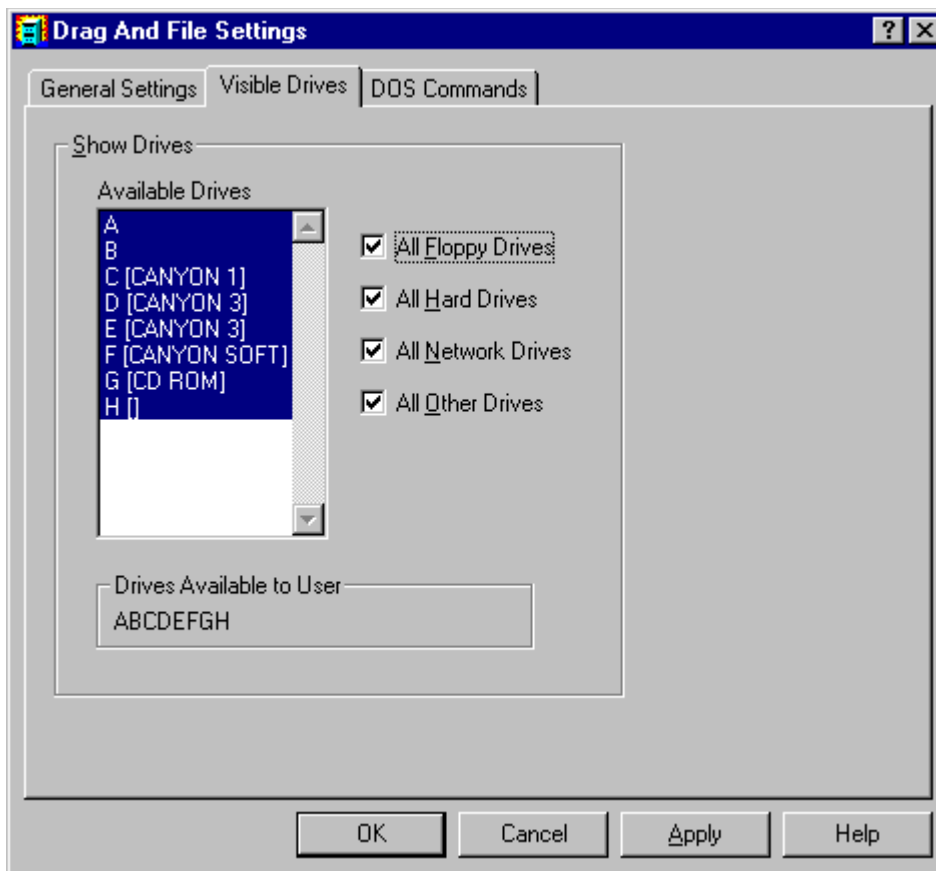 Drag And File Settings
General Settings Visible Drives DOS Commands
Show Drives
Available Drives
A
B
C [CANYON 1]
D [CANYON 3]
E [CANYON 3]
F [CANYON SOFT]
G [CD ROM]
H []
All Floppy Drives
All Hard Drives
All Network Drives
All Other Drives
Drives Available to User
ABCDEFGH
OK Cancel Apply Help